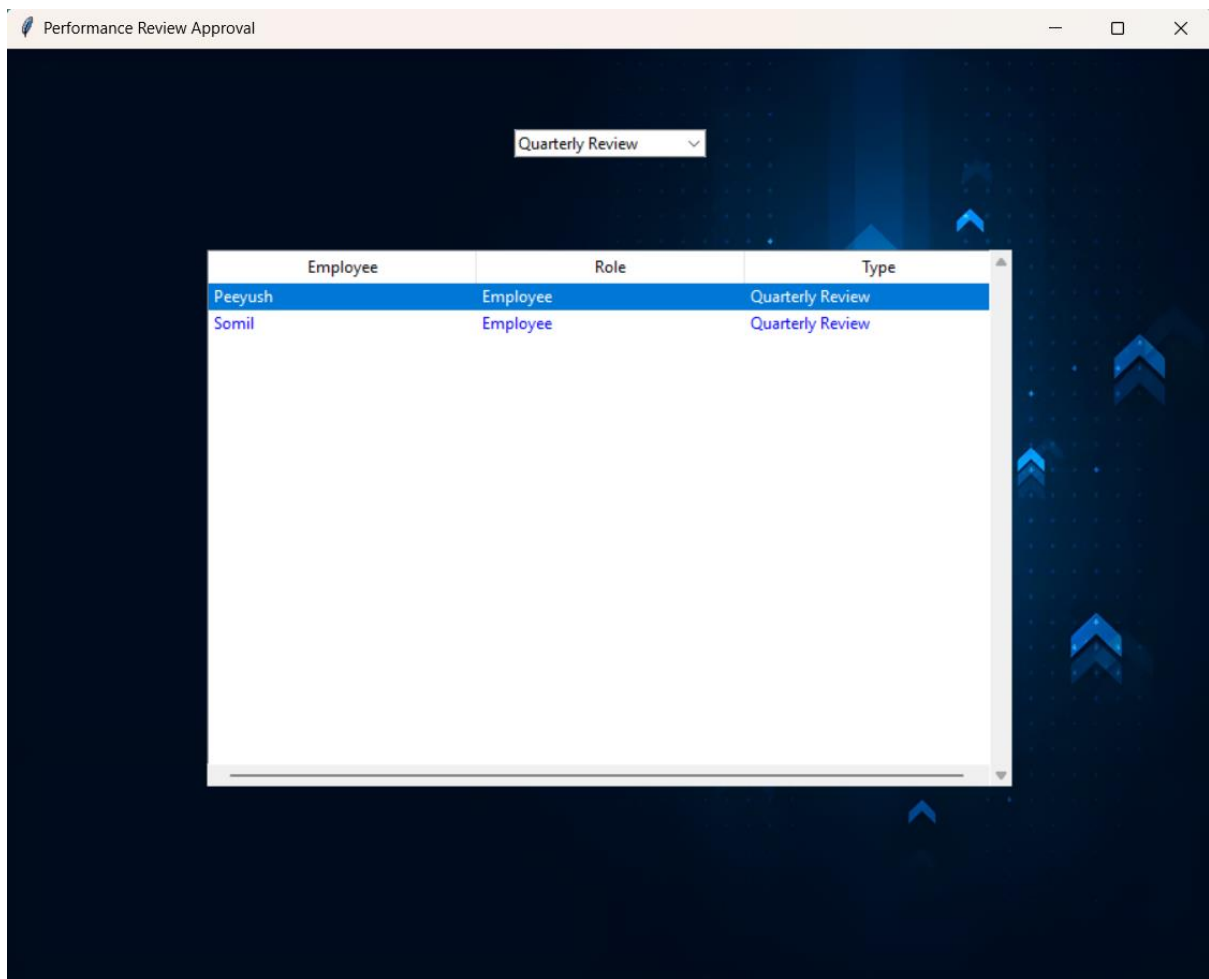 Performance Review Approval
Quarterly Review
Employee Role Type
Peeyush Employee Quarterly Review
Somil Employee Quarterly Review